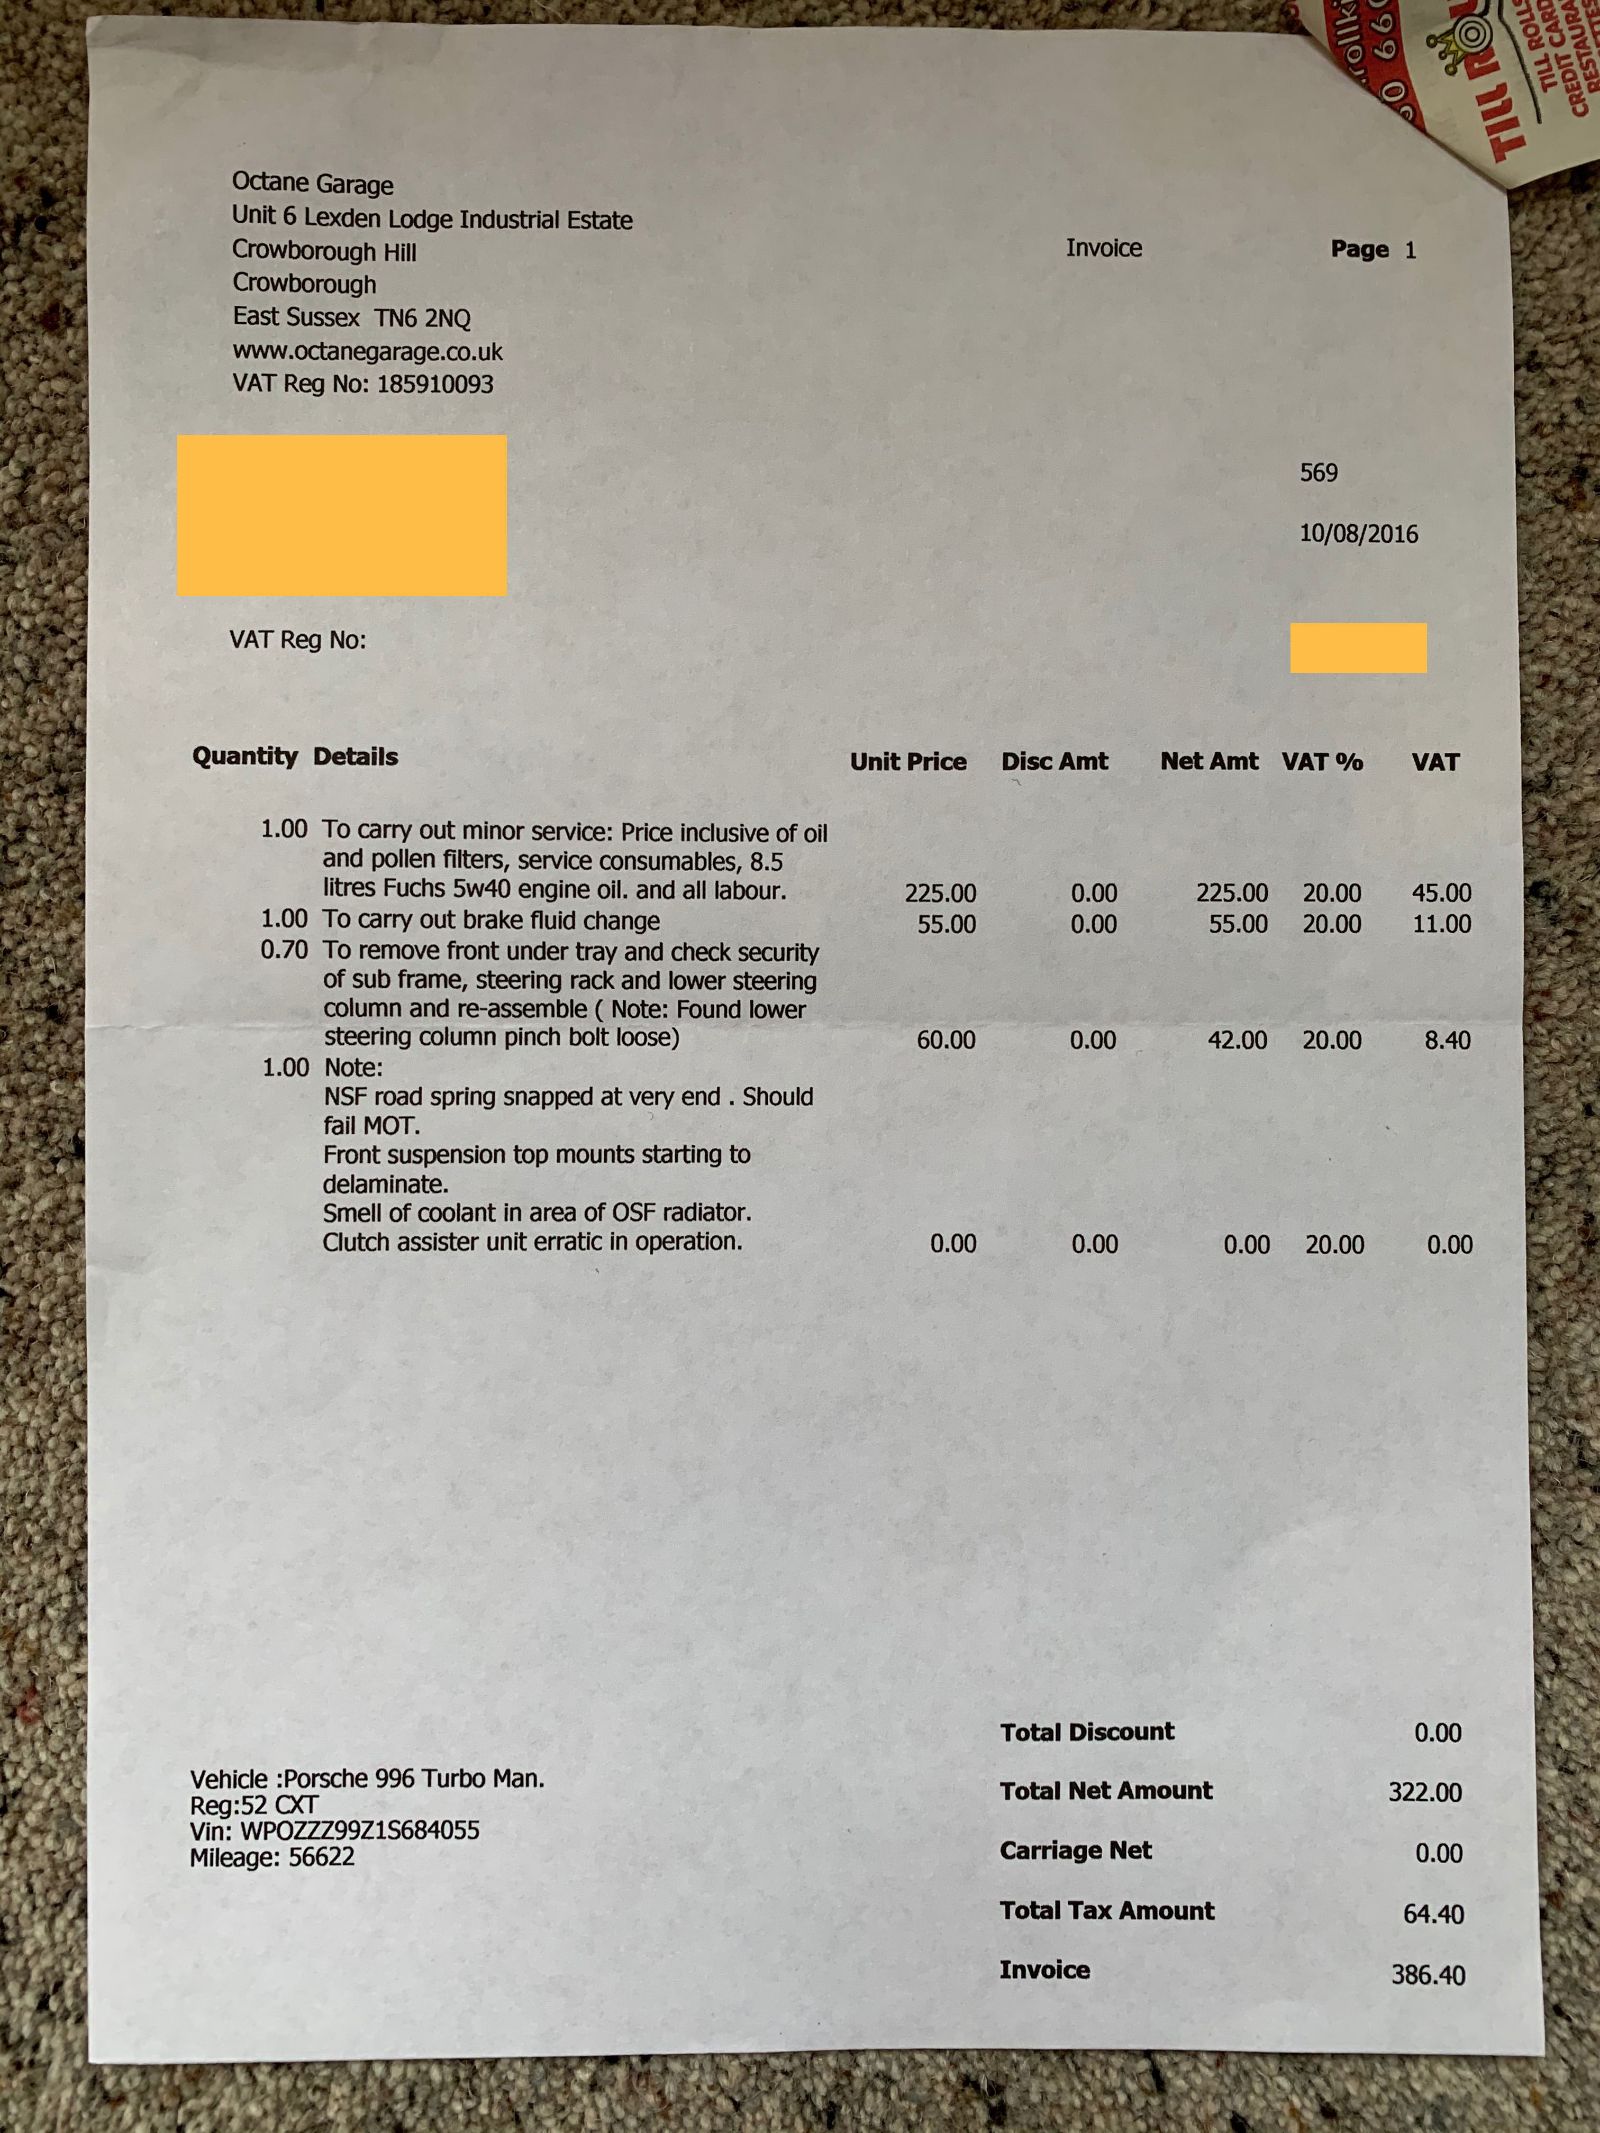 Octane Garage
Unit 6 Lexden Lodge Industrial Estate
Crowborough Hill
Crowborough
East Sussex TN6 2NQ
www.octanegarage.co.uk
VAT Reg No: 185910093
Invoice Page 1
569
10/08/2016
VAT Reg No:
Quantity Details Unit Price Disc Amt Net Amt VAT % VAT
1.00 To carry out minor service: Price inclusive of oil
and pollen filters, service consumables, 8.5
litres Fuchs 5w40 engine oil. and all labour. 225.00 0.00 225.00 20.00 45.00
1.00 To carry out brake fluid change 55.00 0.00 55.00 20.00 11.00
0.70 To remove front under tray and check security
of sub frame, steering rack and lower steering
column and re-assemble ( Note: Found lower
steering column pinch bolt loose) 60.00 0.00 42.00 20.00 8.40
1.00 Note:
NSF road spring snapped at very end . Should
fail MOT.
Front suspension top mounts starting to
delaminate.
Smell of coolant in area of OSF radiator.
Clutch assister unit erratic in operation. 0.00 0.00 0.00 20.00 0.00
Total Discount 0.00
Total Net Amount 322.00
Carriage Net 0.00
Total Tax Amount 64.40
Invoice 386.40
Vehicle :Porsche 996 Turbo Man.
Reg:52 CXT
Vin: WPOZZZ99Z1S684055
Mileage: 56622
TILL
TILL ROLLS
CREDIT CARD